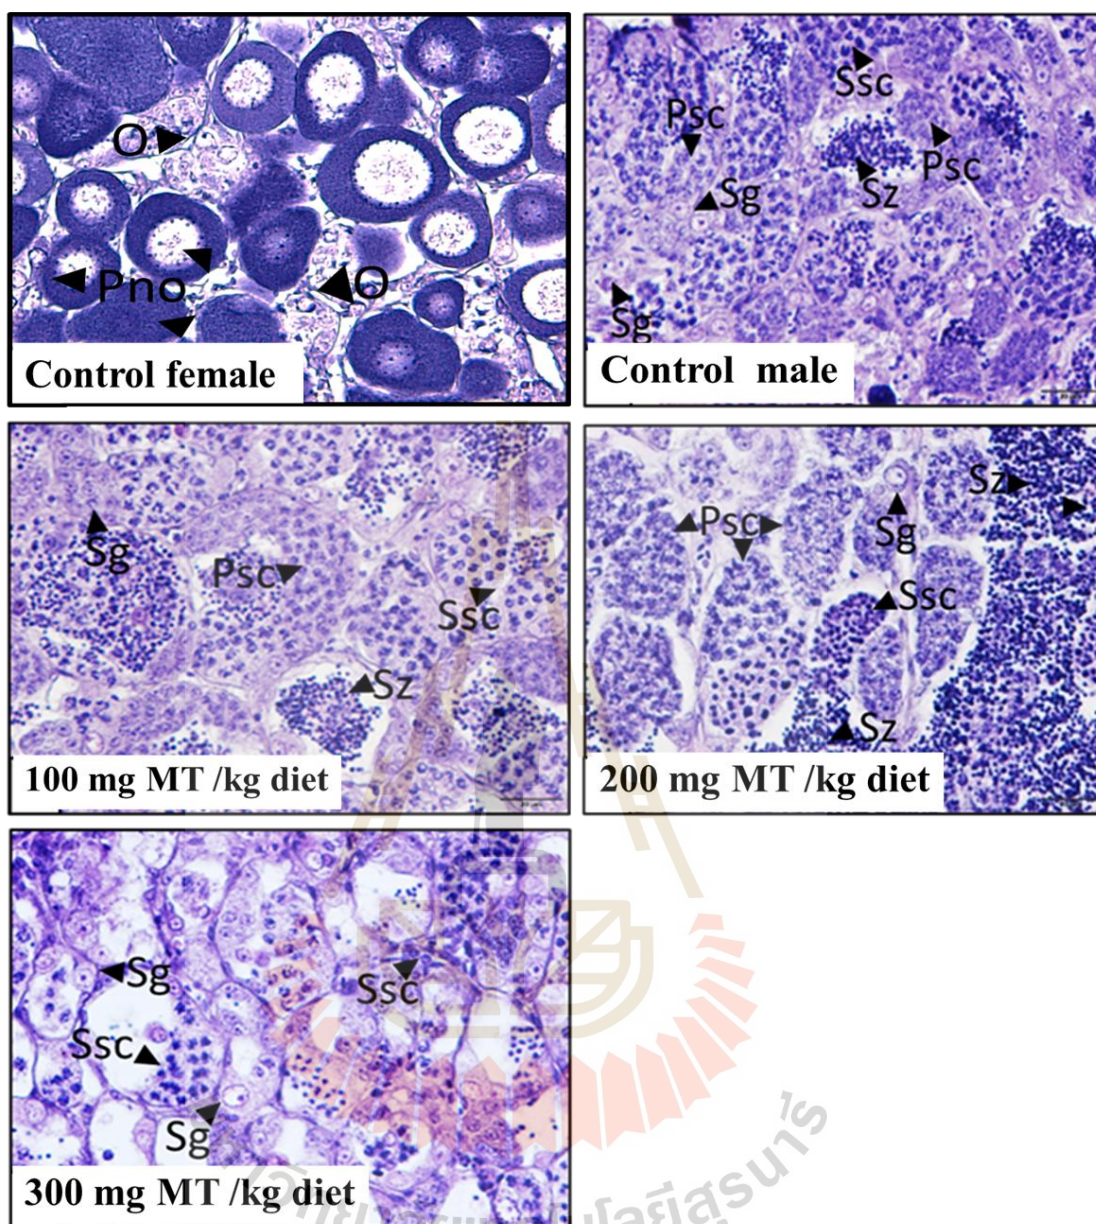 O
Pno
O
Control female
Ssc
Psc
Psc
Sz
Sg
Sg
Control male
Sg
Psc
Ssc
Sz
100 mg MT /kg diet
Sz
Psc
Sg
Ssc
Sz
200 mg MT /kg diet
Sg
Ssc
Ssc
Sg
300 mg MT /kg diet